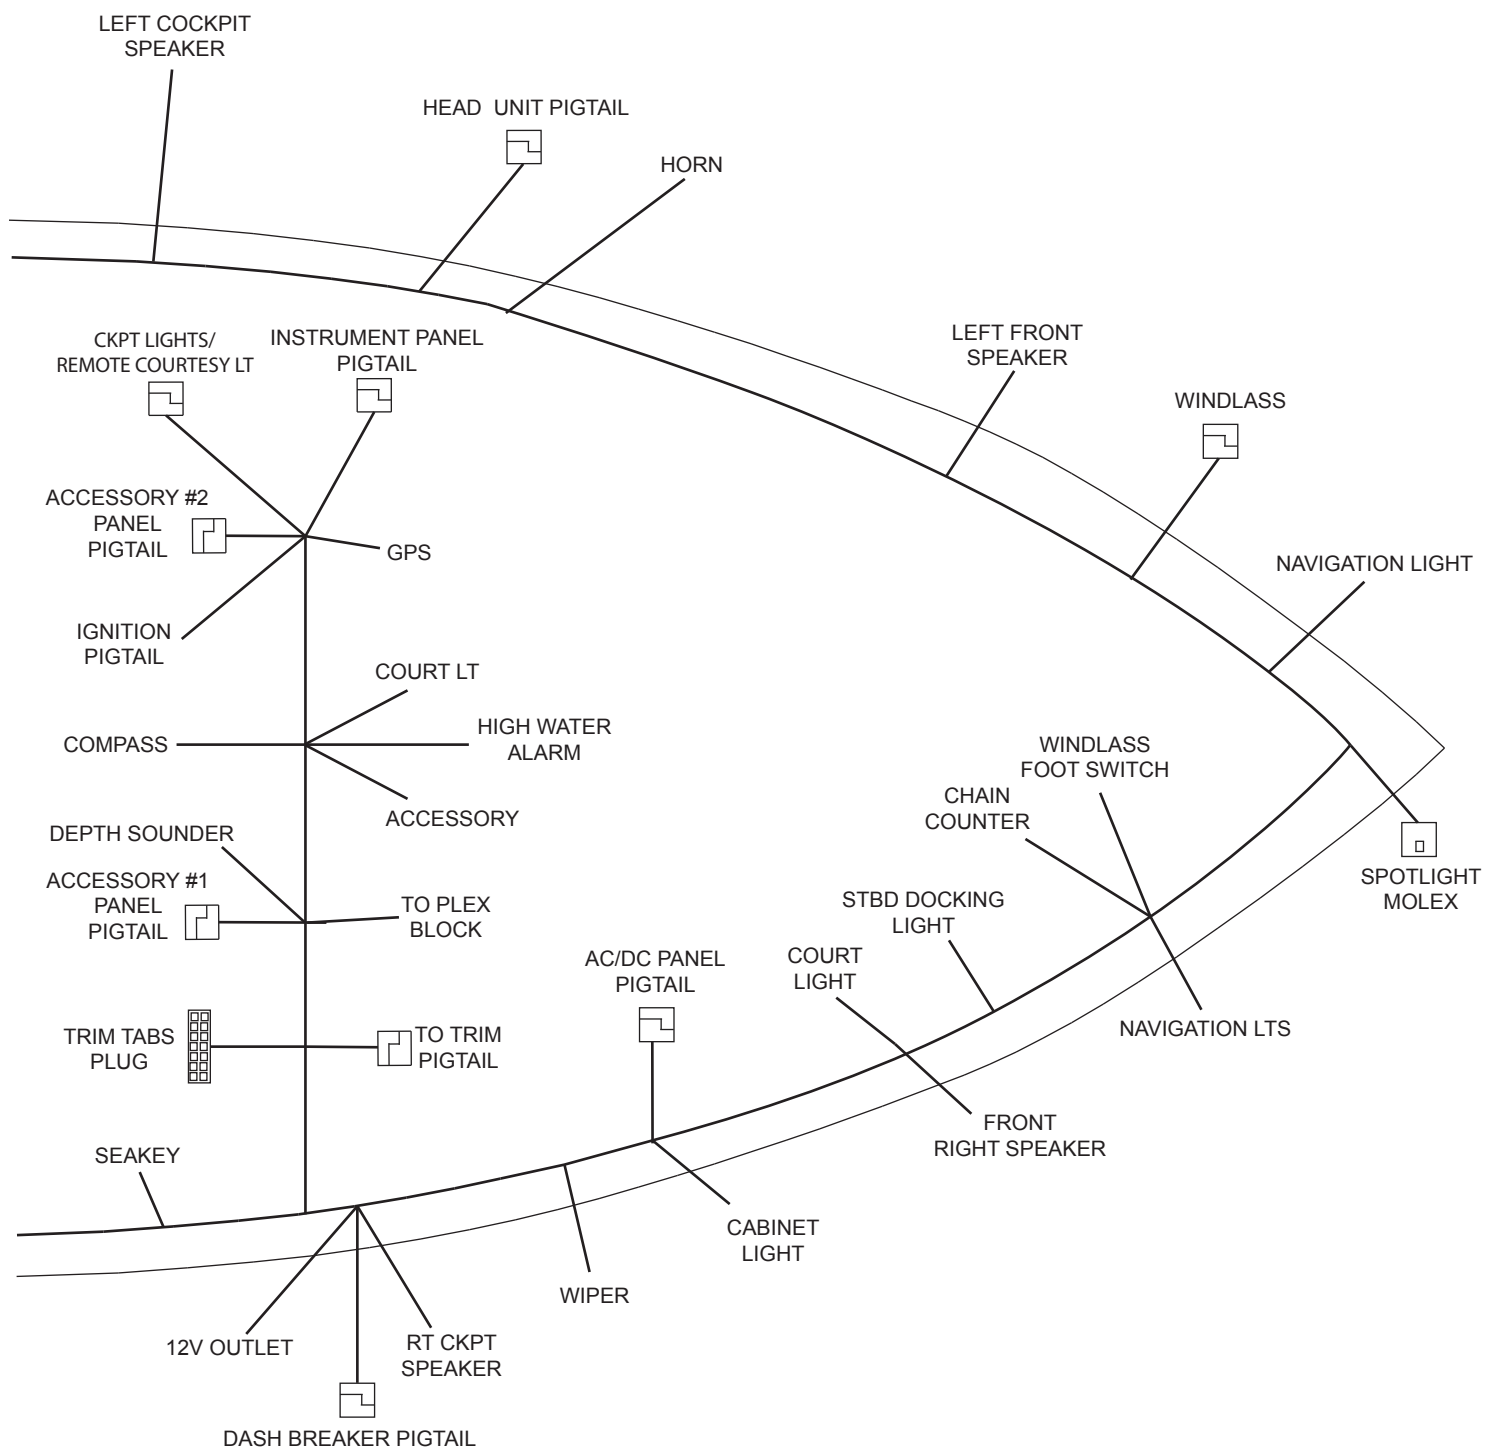 LEFT COCKPIT
SPEAKER
HEAD UNIT PIGTAIL
HORN
CKPT LIGHTS/
REMOTE COURTESY LT
INSTRUMENT PANEL
PIGTAIL
LEFT FRONT
SPEAKER
WINDLASS
ACCESSORY #2
PANEL
PIGTAIL
GPS
NAVIGATION LIGHT
IGNITION
PIGTAIL
COURT LT
COMPASS
HIGH WATER
ALARM
ACCESSORY
WINDLASS
FOOT SWITCH
CHAIN
COUNTER
DEPTH SOUNDER
ACCESSORY #1
PANEL
PIGTAIL
TO PLEX
BLOCK
STBD DOCKING
LIGHT
SPOTLIGHT
MOLEX
COURT
LIGHT
AC/DC PANEL
PIGTAIL
NAVIGATION LTS
TRIM TABS
PLUG
TO TRIM
PIGTAIL
FRONT
RIGHT SPEAKER
SEAKEY
CABINET
LIGHT
WIPER
12V OUTLET
RT CKPT
SPEAKER
DASH BREAKER PIGTAIL